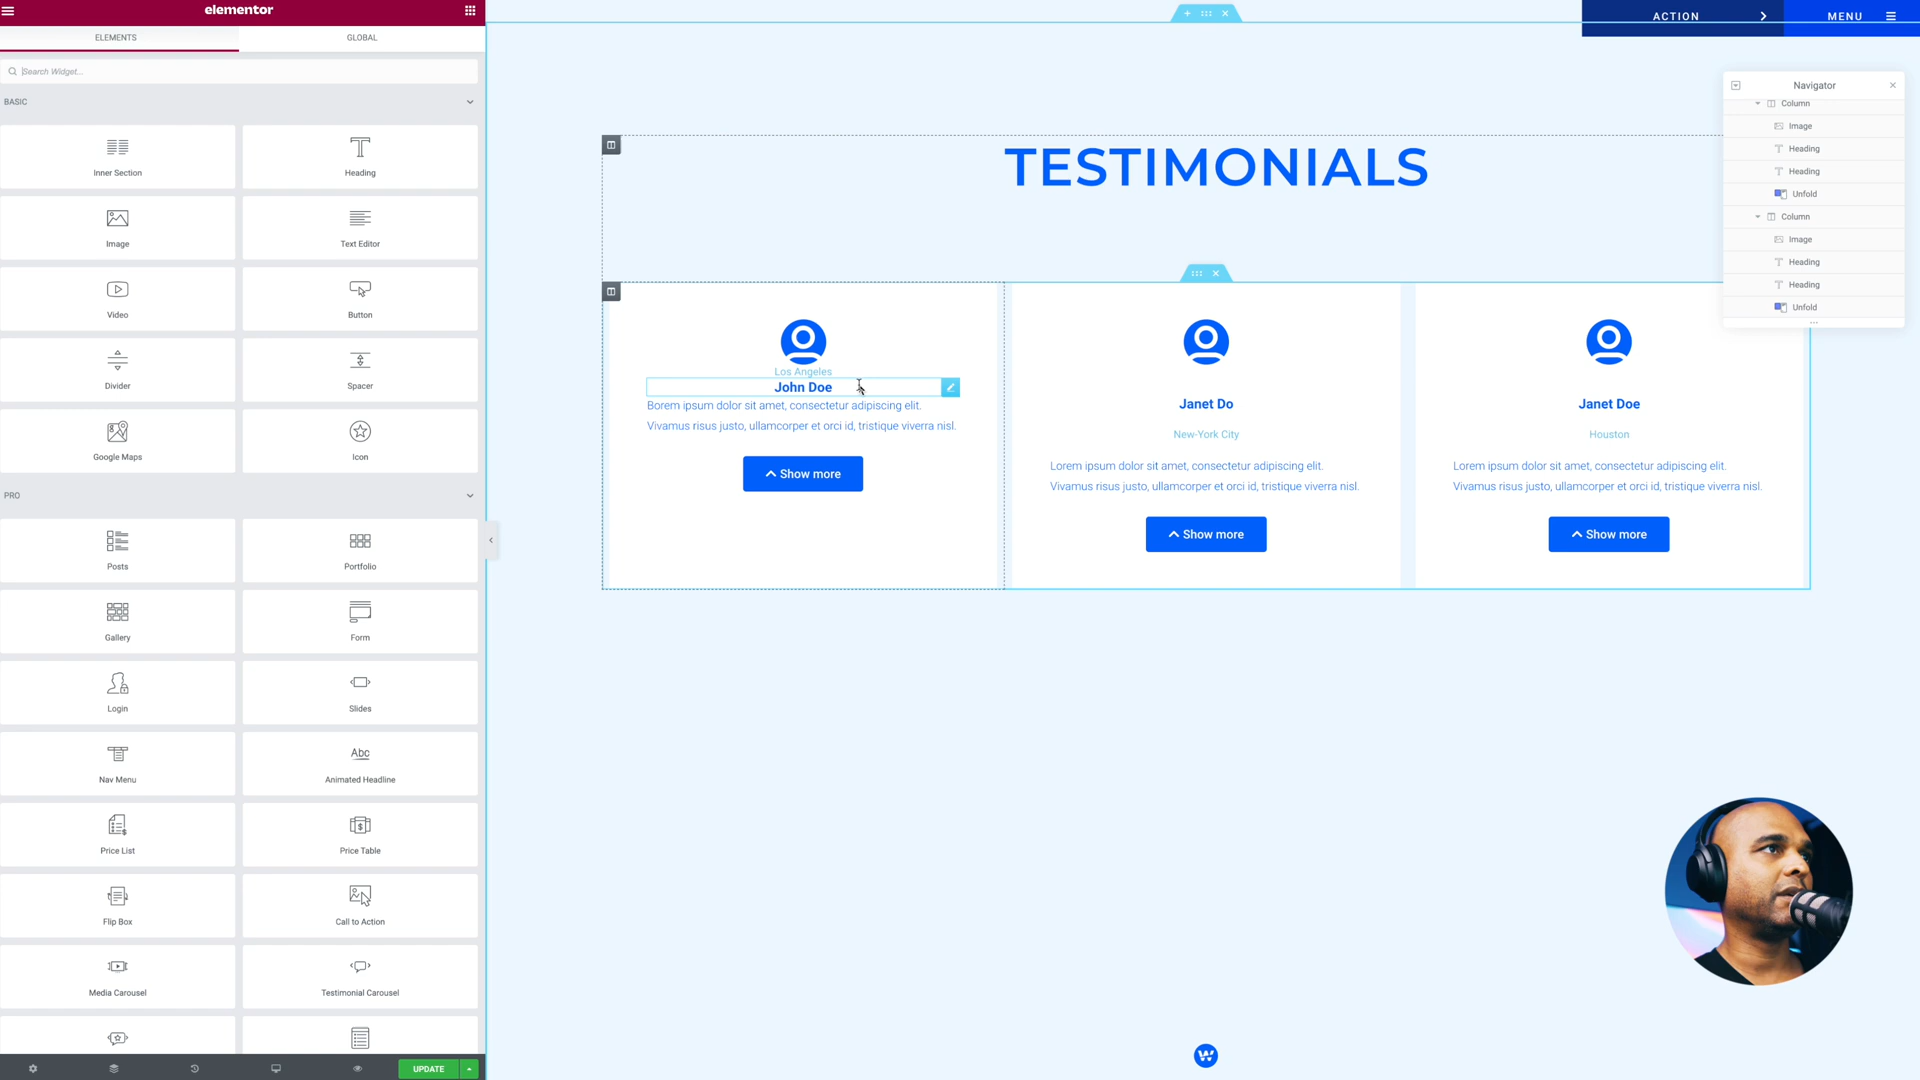 elementor
ELEMENTS
GLOBAL
Search Widget...
BASIC
Inner Section
Heading
Image
Text Editor
Video
Button
Divider
Spacer
Google Maps
Icon
PRO
Posts
Portfolio
Gallery
Form
Login
Slides
Nav Menu
Abc
Animated Headline
Price List
Price Table
Flip Box
Call to Action
Media Carousel
Testimonial Carousel
UPDATE
ACTION
MENU
TESTIMONIALS
Los Angeles
John Doe
Borem ipsum dolor sit amet, consectetur adipiscing elit.
Vivamus risus justo, ullamcorper et orci id, tristique viverra nisl.
Show more
Janet Do
New-York City
Lorem ipsum dolor sit amet, consectetur adipiscing elit.
Vivamus risus justo, ullamcorper et orci id, tristique viverra nisl.
Show more
Janet Doe
Houston
Lorem ipsum dolor sit amet, consectetur adipiscing elit.
Vivamus risus justo, ullamcorper et orci id, tristique viverra nisl.
Show more
Navigator
Column
Image
Heading
Heading
Unfold
Column
Image
Heading
Heading
Unfold
W